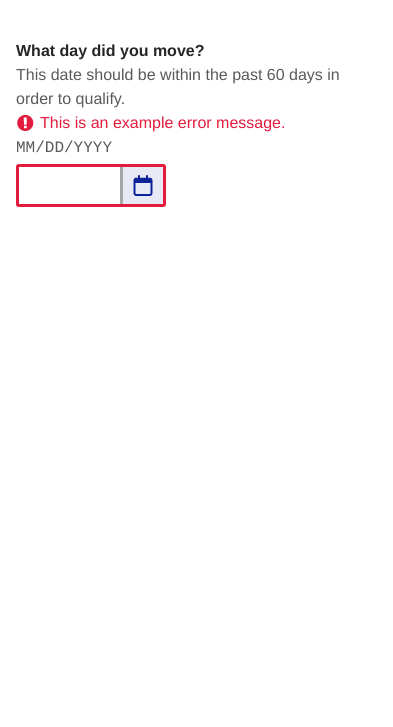 What day did you move?
This date should be within the past 60 days in
order to qualify.
This is an example error message.
MM/DD/YYYY